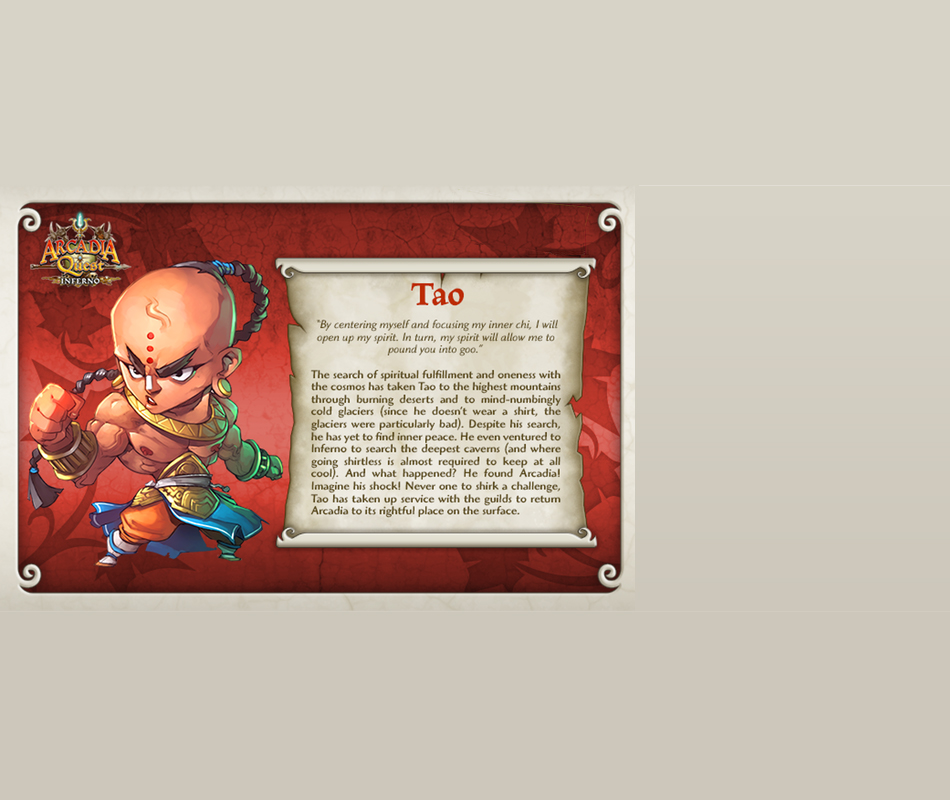 ARCADIA
Quest
INFERNO
Tao
"By centering myself and focusing my inner chi, I will
open up my spirit. In turn, my spirit will allow me to
pound you into goo."
The search of spiritual fulfillment and oneness with
the cosmos has taken Tao to the highest mountains
through burning deserts and to mind-numbingly
cold glaciers (since he doesn't wear a shirt, the
glaciers were particularly bad). Despite his search,
he has yet to find inner peace. He even ventured to
Inferno to search the deepest caverns (and where
going shirtless is almost required to keep at all
cool). And what happened? He found Arcadia!
Imagine his shock! Never one to shirk a challenge,
Tao has taken up service with the guilds to return
Arcadia to its rightful place on the surface.